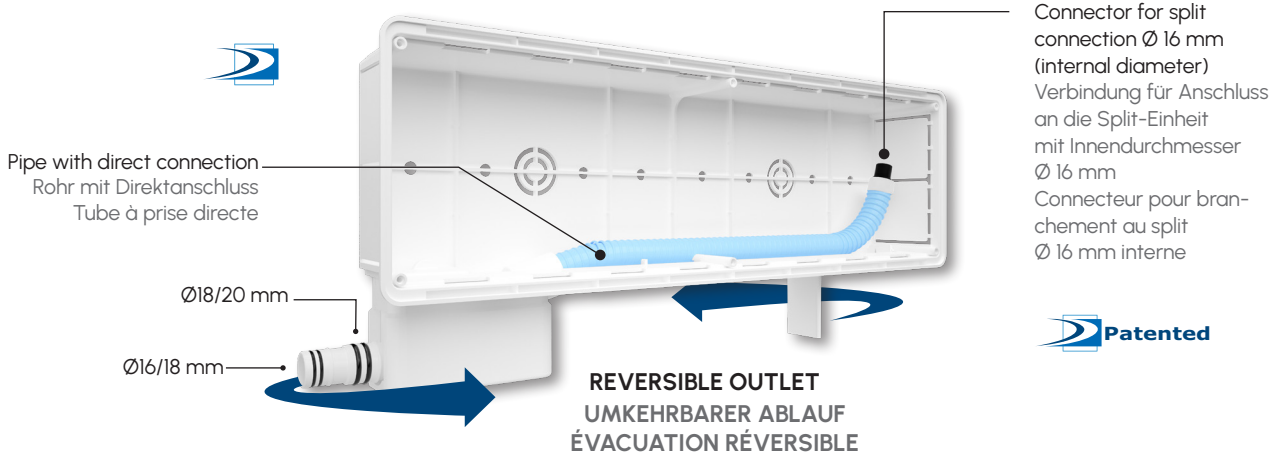 Connector for split
connection Ø 16 mm
(internal diameter)
Verbindung für Anschluss
an die Split-Einheit
mit Innendurchmesser
Ø 16 mm
Connecteur pour bran-
chement au split
Ø 16 mm interne
Pipe with direct connection
Rohr mit Direktanschluss
Tube à prise directe
Ø18/20 mm
Ø16/18 mm
Patented
REVERSIBLE OUTLET
UMKEHRBARER ABLAUF
ÉVACUATION RÉVERSIBLE